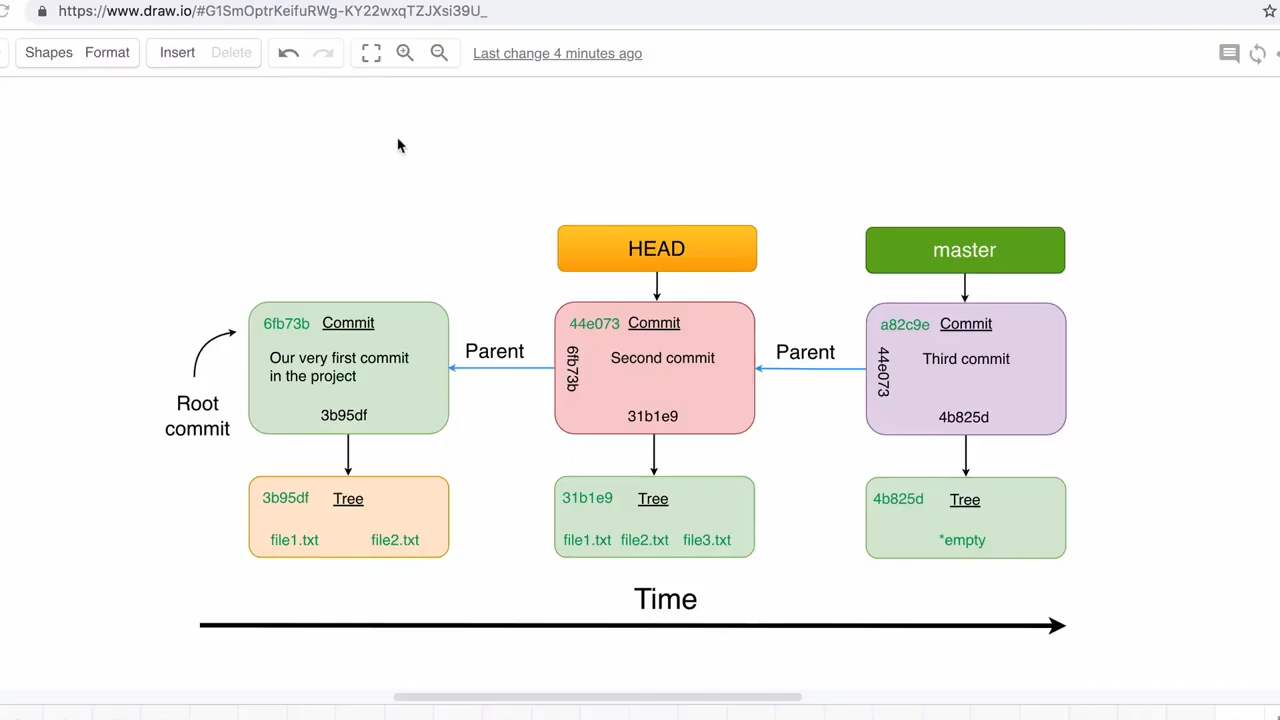 https://www.draw.io/#G1SmOptrKeifuRWg-KY22wxqTZJXsi39U_
Shapes Format Insert Delete Last change 4 minutes ago
HEAD
master
6fb73b Commit
Our very first commit
in the project
3b95df
Parent
44e073 Commit
6fb73b
Second commit
31b1e9
Parent
a82c9e Commit
44e073
Third commit
4b825d
Root
commit
3b95df Tree
file1.txt file2.txt
31b1e9 Tree
file1.txt file2.txt file3.txt
4b825d Tree
*empty
Time